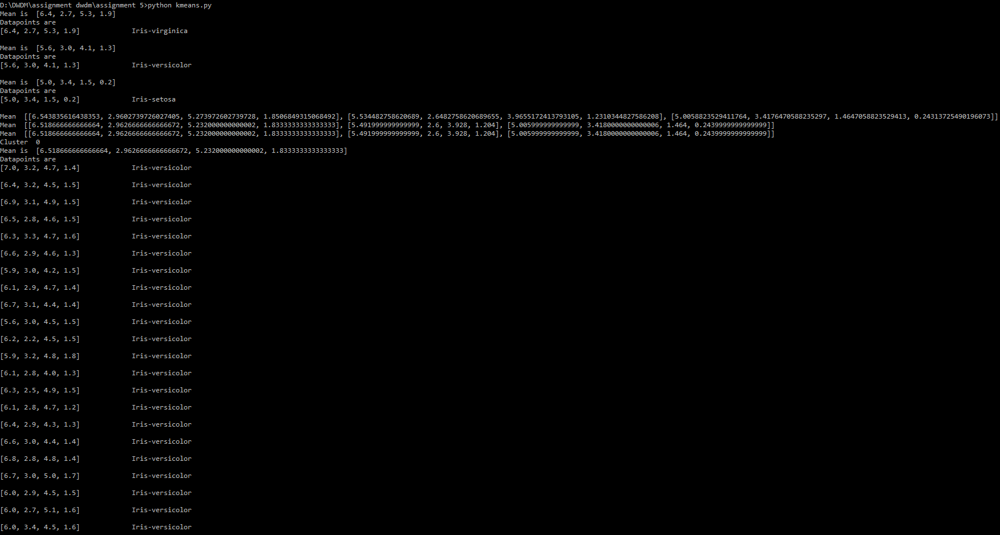 D:\DWDM\assignment dwdm\assignment 5>python kmeans.py
Mean is  [6.4, 2.7, 5.3, 1.9]
Datapoints are
[6.4, 2.7, 5.3, 1.9]             Iris-virginica
Mean is  [5.6, 3.0, 4.1, 1.3]
Datapoints are
[5.6, 3.0, 4.1, 1.3]             Iris-versicolor
Mean is  [5.0, 3.4, 1.5, 0.2]
Datapoints are
[5.0, 3.4, 1.5, 0.2]             Iris-setosa
Mean  [[6.543835616438353, 2.9602739726027405, 5.273972602739728, 1.8506849315068492], [5.534482758620689, 2.6482758620689655, 3.9655172413793105, 1.2310344827586208], [5.0058823529411764, 3.4176470588235297, 1.4647058823529413, 0.24313725490196073]]
Mean  [[6.518666666666664, 2.9626666666666672, 5.232000000000002, 1.8333333333333333], [5.491999999999999, 2.6, 3.928, 1.204], [5.005999999999999, 3.4180000000000006, 1.464, 0.2439999999999999]]
Mean  [[6.518666666666664, 2.9626666666666672, 5.232000000000002, 1.8333333333333333], [5.491999999999999, 2.6, 3.928, 1.204], [5.005999999999999, 3.4180000000000006, 1.464, 0.2439999999999999]]
Cluster  0
Mean is  [6.518666666666664, 2.9626666666666672, 5.232000000000002, 1.8333333333333333]
Datapoints are
[7.0, 3.2, 4.7, 1.4]             Iris-versicolor
[6.4, 3.2, 4.5, 1.5]             Iris-versicolor
[6.9, 3.1, 4.9, 1.5]             Iris-versicolor
[6.5, 2.8, 4.6, 1.5]             Iris-versicolor
[6.3, 3.3, 4.7, 1.6]             Iris-versicolor
[6.6, 2.9, 4.6, 1.3]             Iris-versicolor
[5.9, 3.0, 4.2, 1.5]             Iris-versicolor
[6.1, 2.9, 4.7, 1.4]             Iris-versicolor
[6.7, 3.1, 4.4, 1.4]             Iris-versicolor
[5.6, 3.0, 4.5, 1.5]             Iris-versicolor
[6.2, 2.2, 4.5, 1.5]             Iris-versicolor
[5.9, 3.2, 4.8, 1.8]             Iris-versicolor
[6.1, 2.8, 4.0, 1.3]             Iris-versicolor
[6.3, 2.5, 4.9, 1.5]             Iris-versicolor
[6.1, 2.8, 4.7, 1.2]             Iris-versicolor
[6.4, 2.9, 4.3, 1.3]             Iris-versicolor
[6.6, 3.0, 4.4, 1.4]             Iris-versicolor
[6.8, 2.8, 4.8, 1.4]             Iris-versicolor
[6.7, 3.0, 5.0, 1.7]             Iris-versicolor
[6.0, 2.9, 4.5, 1.5]             Iris-versicolor
[6.0, 2.7, 5.1, 1.6]             Iris-versicolor
[6.0, 3.4, 4.5, 1.6]             Iris-versicolor